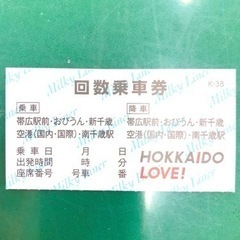 回数乗車券
K-38
乗車
帯広駅前・おびうん・新千歳
空港(国内・国際)・南千歳駅
降車
帯広駅前・おびうん・新千歳
空港(国内・国際)・南千歳駅
乗車日 月 日
出発時間 時 分
座席番号 号車 番
HOKKAIDO
LOVE!
Milky Liner